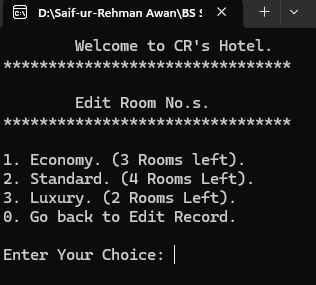 D:\Saif-ur-Rehman Awan\BS S
Welcome to CR's Hotel.
********************************
Edit Room No.s.
********************************
1. Economy. (3 Rooms left).
2. Standard. (4 Rooms Left).
3. Luxury. (2 Rooms Left).
0. Go back to Edit Record.
Enter Your Choice: